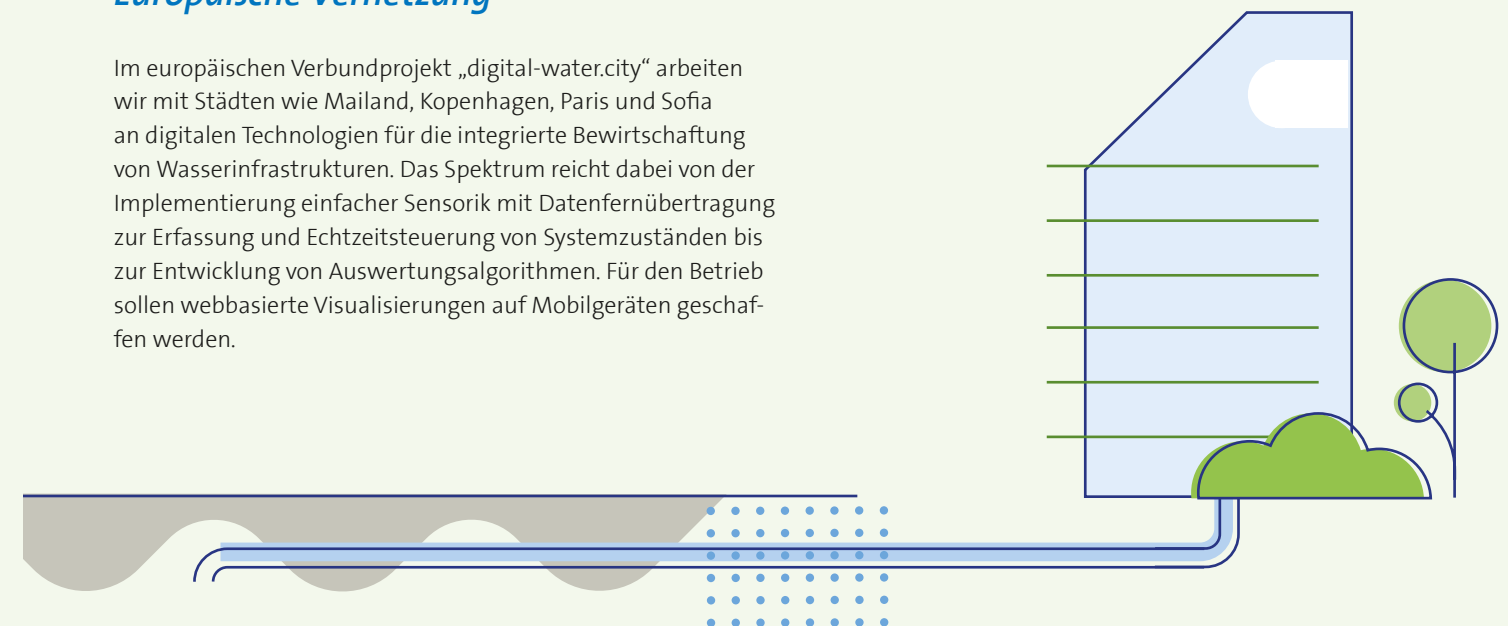 Europäische Vernetzung
Im europäischen Verbundprojekt „digital-water.city“ arbeiten
wir mit Städten wie Mailand, Kopenhagen, Paris und Sofia
an digitalen Technologien für die integrierte Bewirtschaftung
von Wasserinfrastrukturen. Das Spektrum reicht dabei von der
Implementierung einfacher Sensorik mit Datenfernübertragung
zur Erfassung und Echtzeitsteuerung von Systemzuständen bis
zur Entwicklung von Auswertungsalgorithmen. Für den Betrieb
sollen webbasierte Visualisierungen auf Mobilgeräten geschaf-
fen werden.